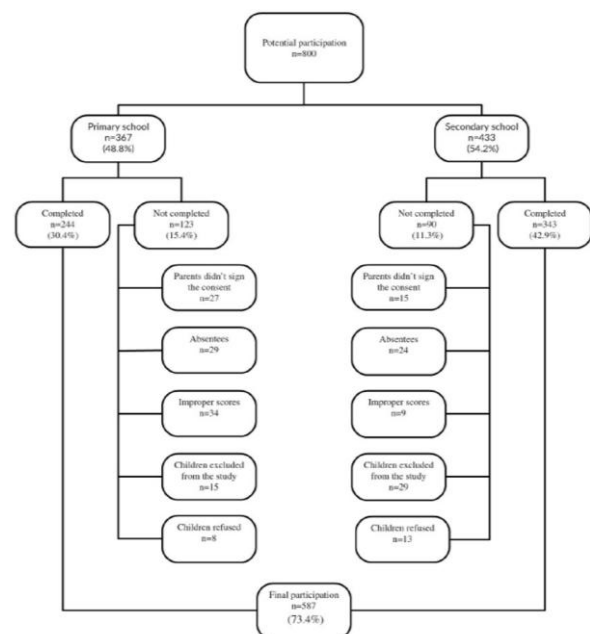 Potential participation
n=800
Primary school
n=367
(48.8%)
Secondary school
n=433
(54.2%)
Completed
n=244
(30.4%)
Not completed
n=123
(15.4%)
Not completed
n=90
(11.3%)
Completed
n=343
(42.9%)
Parents didn't sign
the consent
n=27
Parents didn't sign
the consent
n=15
Absentees
n=29
Absentees
n=24
Improper scores
n=34
Improper scores
n=9
Children excluded
from the study
n=15
Children excluded
from the study
n=29
Children refused
n=8
Children refused
n=13
Final participation
n=587
(73.4%)